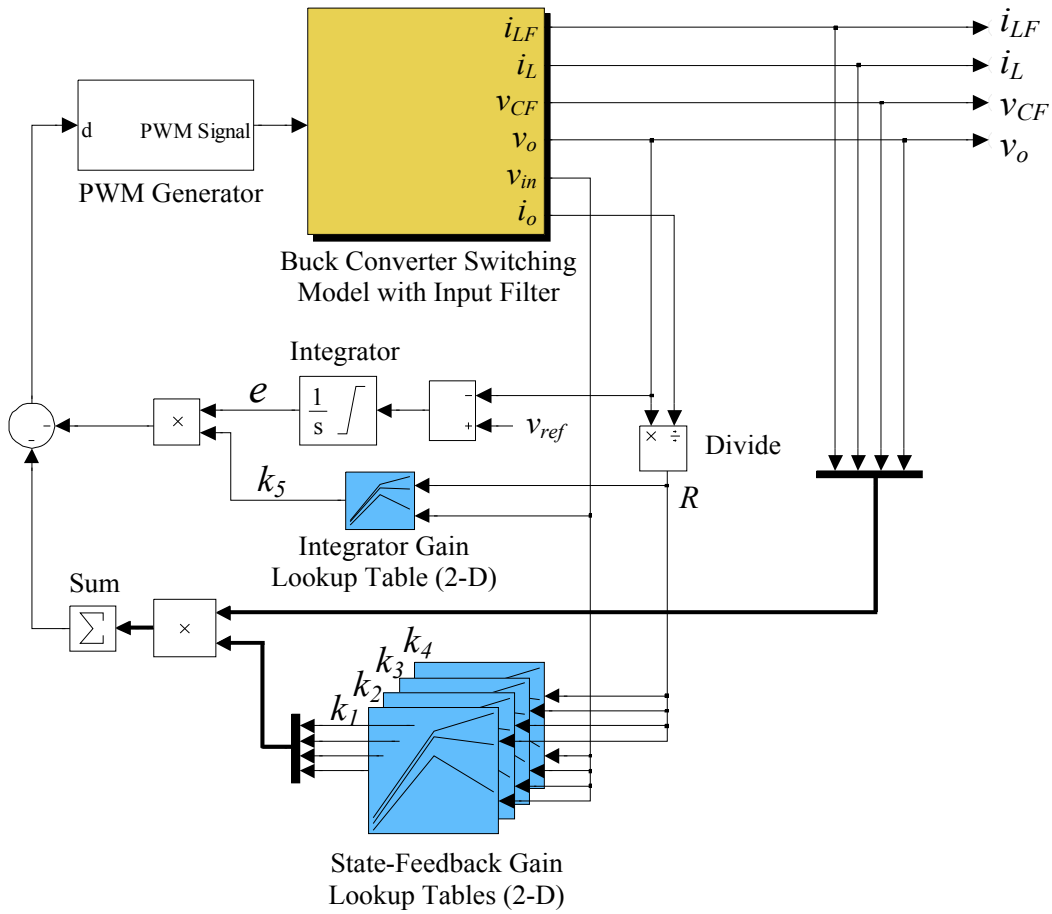 i_LF
i_LF
i_L
i_L
v_CF
v_CF
v_o
v_o
v_in
i_o
d
PWM Signal
PWM Generator
Buck Converter Switching
Model with Input Filter
Integrator
e
1
s
-
+
v_ref
×
×
÷
Divide
R
-
-
k_5
Integrator Gain
Lookup Table (2-D)
Sum
Σ
×
k_4
k_3
k_2
k_1
State-Feedback Gain
Lookup Tables (2-D)